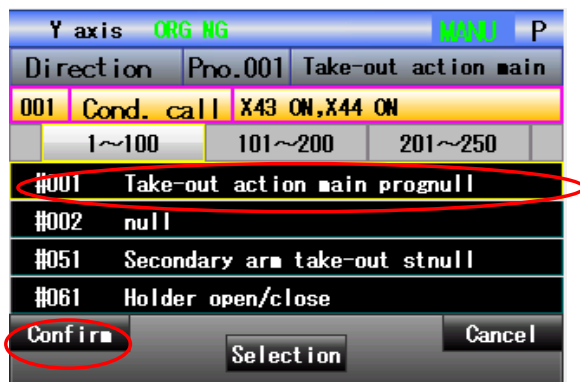 Y axis ORG NG MANU P
Direction Pno.001 Take-out action main
001 Cond. call X43 ON,X44 ON
1~100 101~200 201~250
#001 Take-out action main prognull
#002 null
#051 Secondary arm take-out stnull
#061 Holder open/close
Confirm Selection Cancel